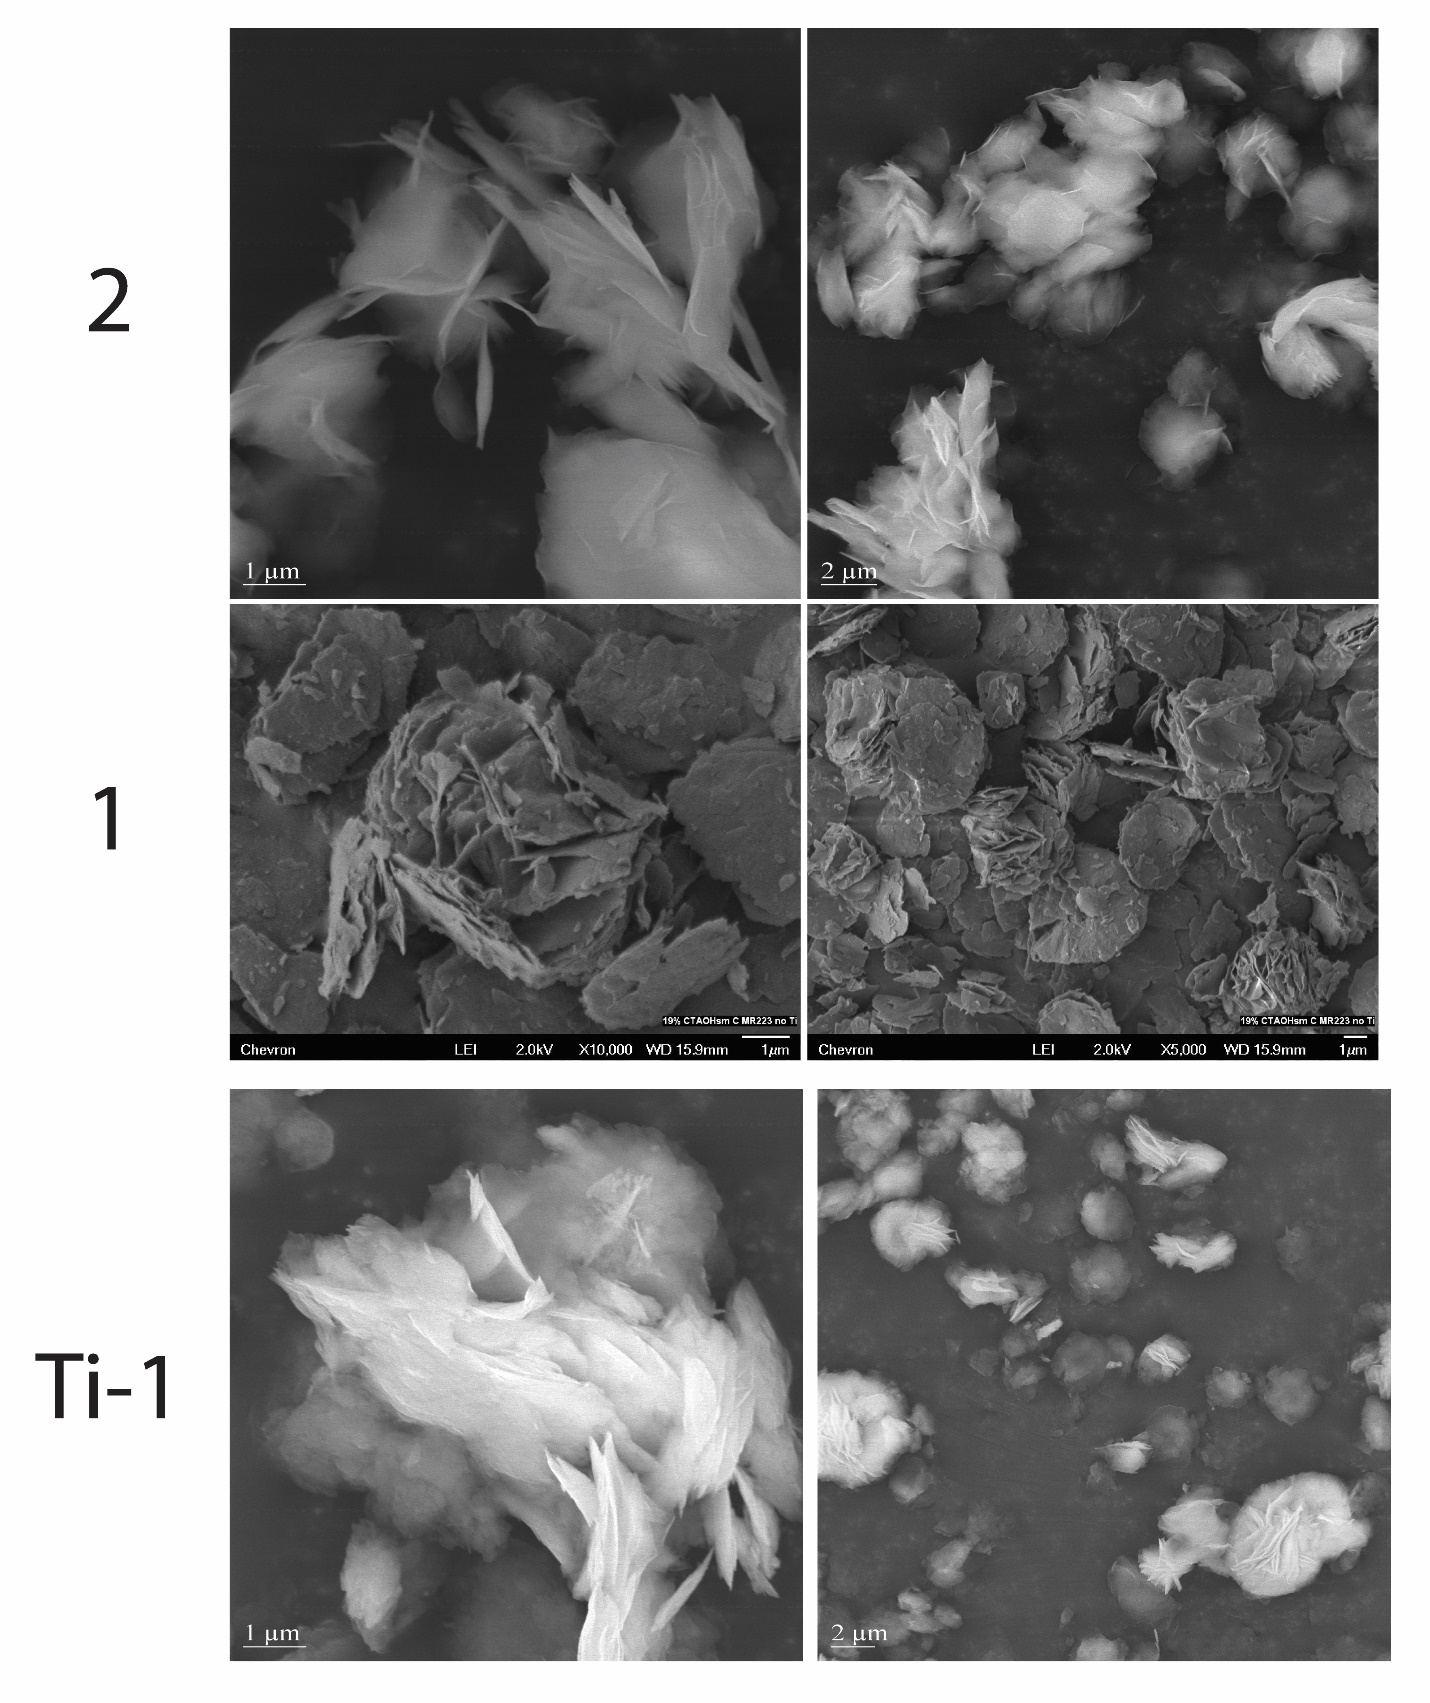 2
1 µm
2 µm
1
19% CTAOHsm C MR223 no Ti
Chevron LEI 2.0kV X10,000 WD 15.9mm 1µm
19% CTAOHsm C MR223 no Ti
Chevron LEI 2.0kV X5,000 WD 15.9mm 1µm
Ti-1
1 µm
2 µm